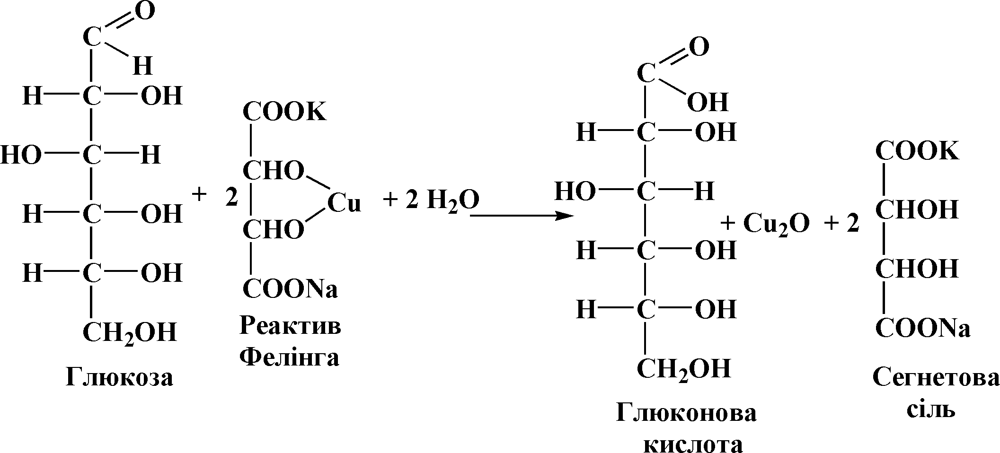 O
C
H
H C OH
HO C H
H C OH
H C OH
CH₂OH
Глюкоза
+ 2
COOK
CHO
Cu
CHO
COONa
Реактив
Фелінга
+ 2 H₂O
O
C
OH
H C OH
HO C H
H C OH
H C OH
CH₂OH
Глюконова
кислота
+ Cu₂O + 2
COOK
CHOH
CHOH
COONa
Сегнетова
сіль